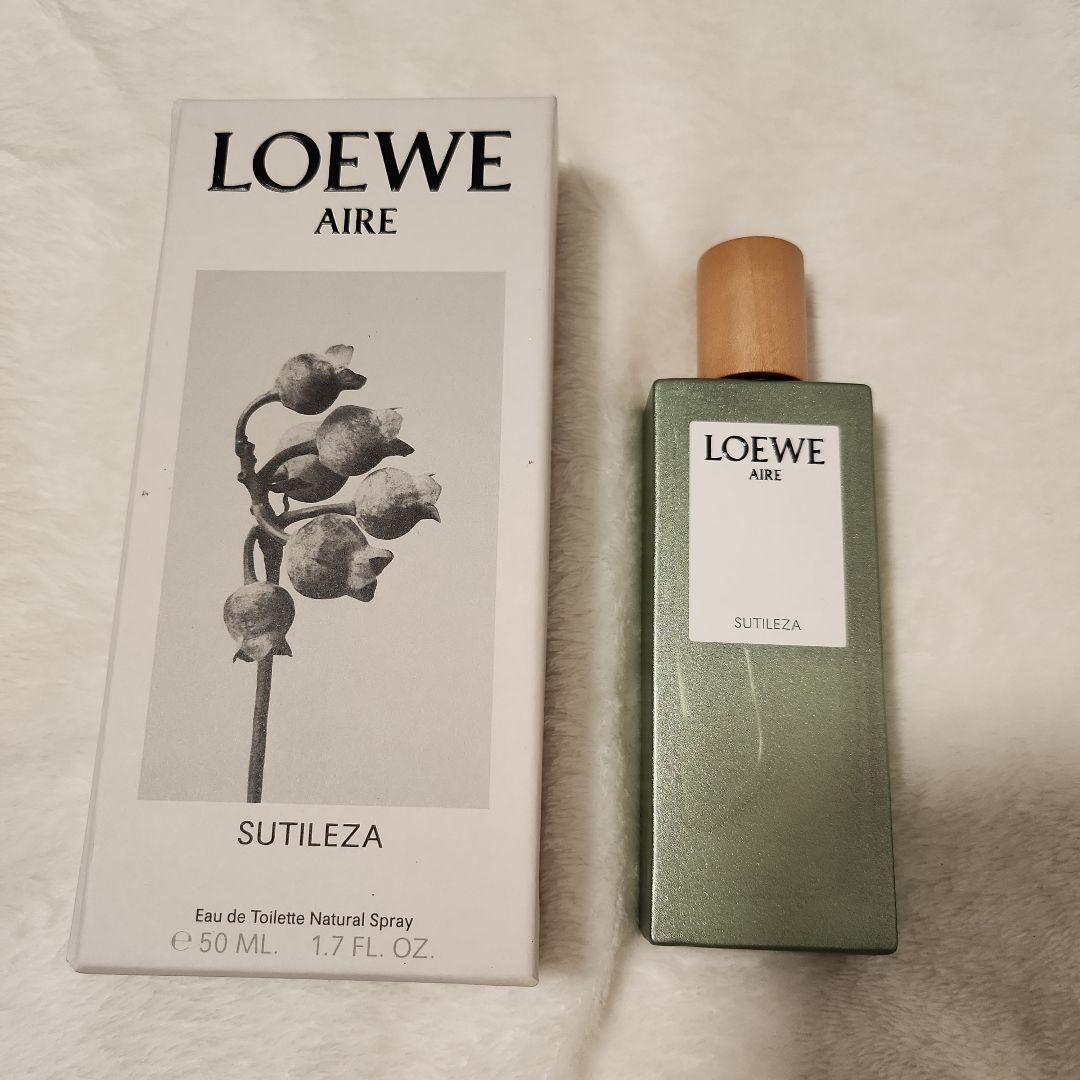 LOEWE
AIRE
SUTILEZA
Eau de Toilette Natural Spray
℮ 50 ML. 1.7 FL. OZ.
LOEWE
AIRE
SUTILEZA